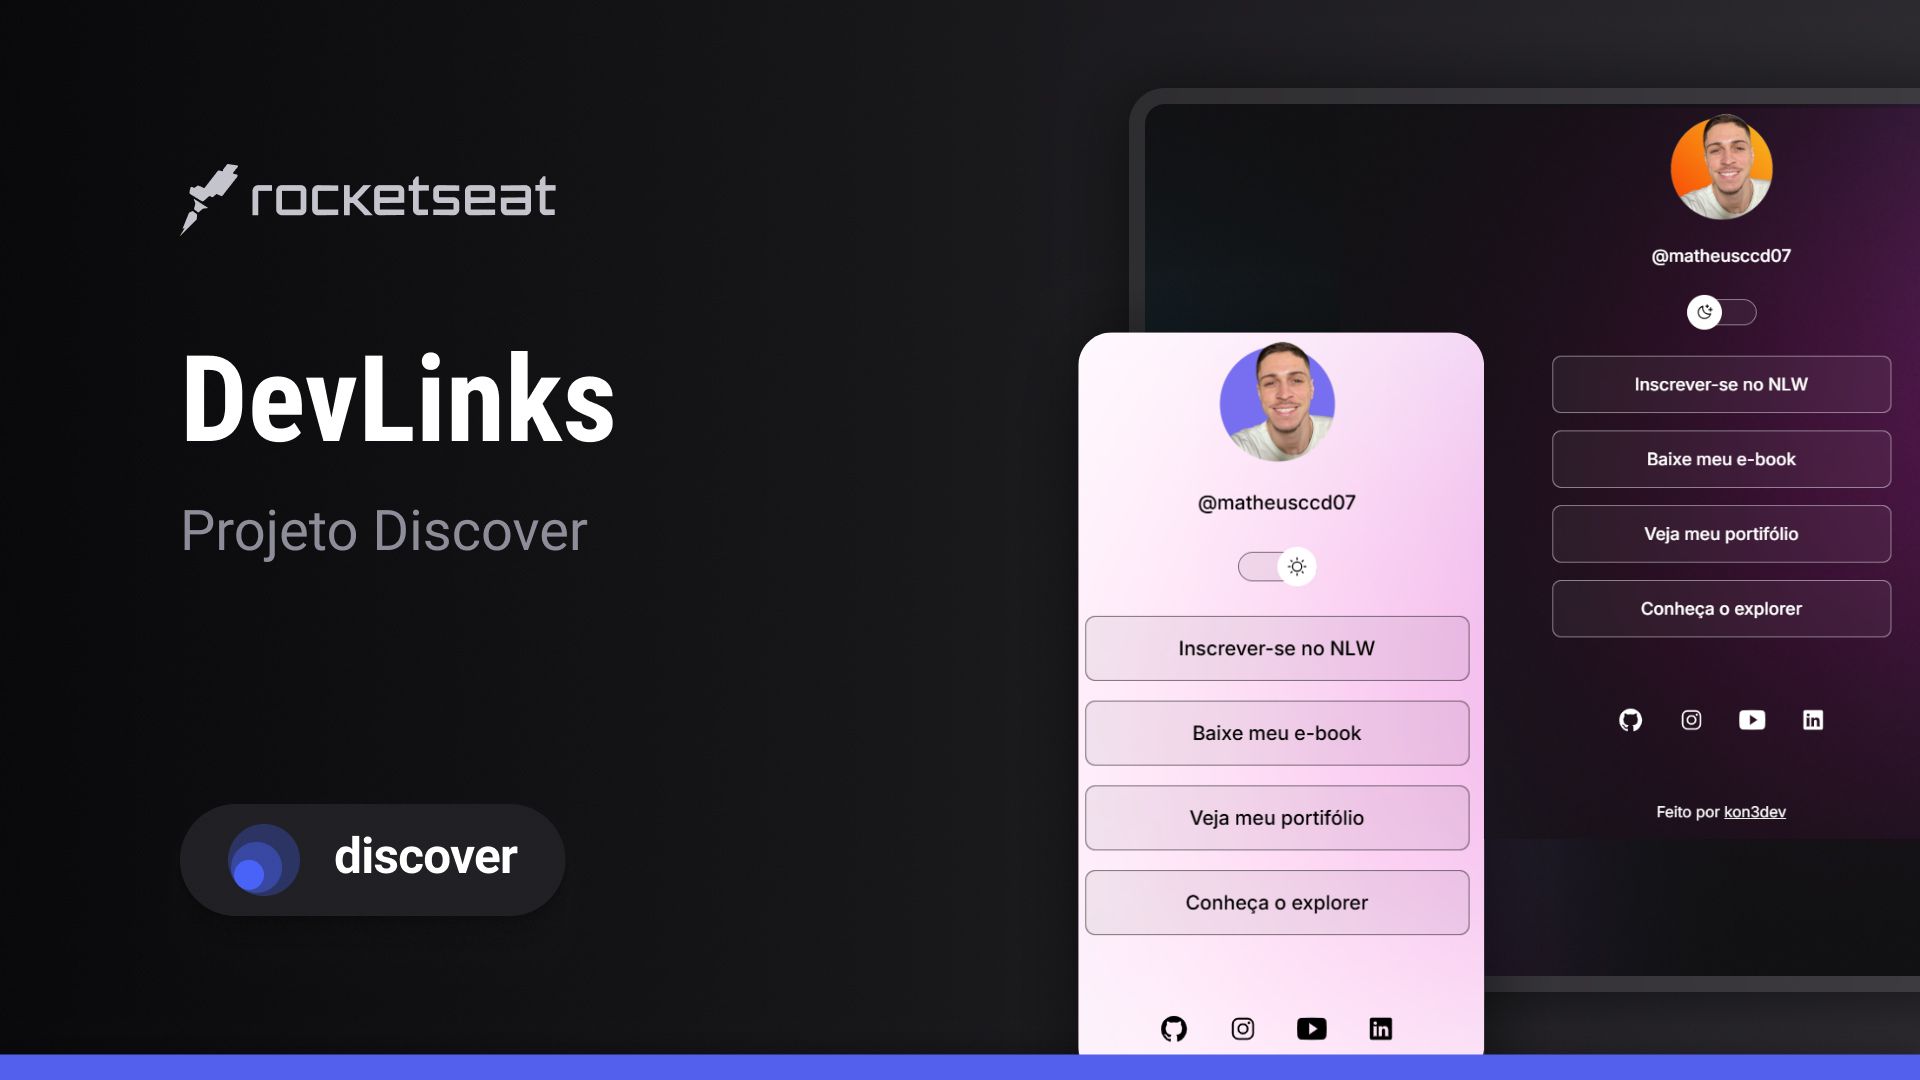 rocketseat
DevLinks
Projeto Discover
discover
@matheusccd07
Inscrever-se no NLW
Baixe meu e-book
Veja meu portifólio
Conheça o explorer
@matheusccd07
Inscrever-se no NLW
Baixe meu e-book
Veja meu portifólio
Conheça o explorer
Feito por kon3dev